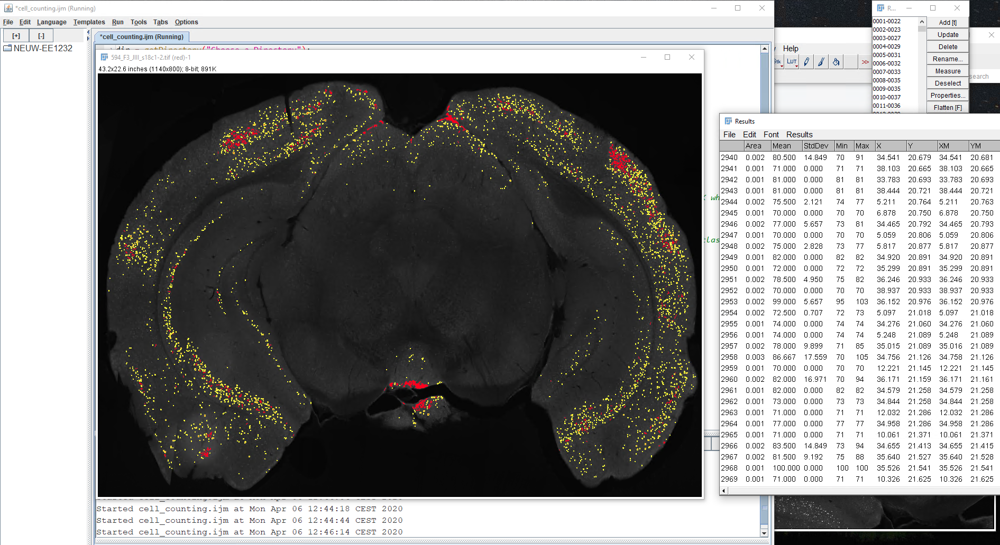 *cell_counting.ijm (Running)
File Edit Language Templates Run Tools Tabs Options
[+] [-]
NEUW-EE1232
*cell_counting.ijm (Running)
594_F3_JIII_s18c1-2.tif (red)-1
43.2x22.6 inches (1140x800); 8-bit; 891K
Started cell_counting.ijm at Mon Apr 06 12:44:18 CEST 2020
Started cell_counting.ijm at Mon Apr 06 12:44:44 CEST 2020
Started cell_counting.ijm at Mon Apr 06 12:46:14 CEST 2020
Help
LUT >>
search
R...
0001-0022
0002-0023
0003-0027
0004-0029
0005-0031
0006-0032
0007-0033
0008-0035
0009-0035
0010-0037
0011-0036
Add [t]
Update
Delete
Rename...
Measure
Deselect
Properties...
Flatten [F]
Results
File Edit Font Results
Area Mean StdDev Min Max X Y XM YM
2940 0.002 80.500 14.849 70 91 34.541 20.679 34.541 20.681
2941 0.001 71.000 0.000 71 71 38.103 20.665 38.103 20.665
2942 0.001 81.000 0.000 81 81 33.783 20.693 33.783 20.693
2943 0.001 81.000 0.000 81 81 38.444 20.721 38.444 20.721
2944 0.002 75.500 2.121 74 77 5.211 20.764 5.211 20.763
2945 0.001 70.000 0.000 70 70 6.878 20.750 6.878 20.750
2946 0.002 77.000 5.657 73 81 34.465 20.792 34.465 20.793
2947 0.001 70.000 0.000 70 70 5.059 20.806 5.059 20.806
2948 0.002 75.000 2.828 73 77 5.817 20.877 5.817 20.877
2949 0.001 82.000 0.000 82 82 34.920 20.891 34.920 20.891
2950 0.001 72.000 0.000 72 72 35.299 20.891 35.299 20.891
2951 0.002 78.500 4.950 75 82 36.246 20.933 36.246 20.933
2952 0.002 70.000 0.000 70 70 38.937 20.933 38.937 20.933
2953 0.002 99.000 5.657 95 103 36.152 20.976 36.152 20.976
2954 0.002 72.500 0.707 72 73 5.097 21.018 5.097 21.018
2955 0.001 74.000 0.000 74 74 34.276 21.060 34.276 21.060
2956 0.001 74.000 0.000 74 74 5.248 21.089 5.248 21.089
2957 0.002 78.000 9.899 71 85 35.015 21.089 35.016 21.089
2958 0.003 86.667 17.559 70 105 34.756 21.126 34.758 21.126
2959 0.001 70.000 0.000 70 70 12.221 21.145 12.221 21.145
2960 0.002 82.000 16.971 70 94 36.171 21.159 36.171 21.161
2961 0.001 82.000 0.000 82 82 34.579 21.258 34.579 21.258
2962 0.001 73.000 0.000 73 73 34.844 21.258 34.844 21.258
2963 0.001 71.000 0.000 71 71 12.032 21.286 12.032 21.286
2964 0.001 77.000 0.000 77 77 34.958 21.286 34.958 21.286
2965 0.001 71.000 0.000 71 71 10.061 21.371 10.061 21.371
2966 0.002 83.500 14.849 73 94 34.655 21.413 34.655 21.415
2967 0.002 81.500 9.192 75 88 35.640 21.527 35.640 21.528
2968 0.001 100.000 0.000 100 100 35.526 21.541 35.526 21.541
2969 0.001 71.000 0.000 71 71 10.326 21.625 10.326 21.625